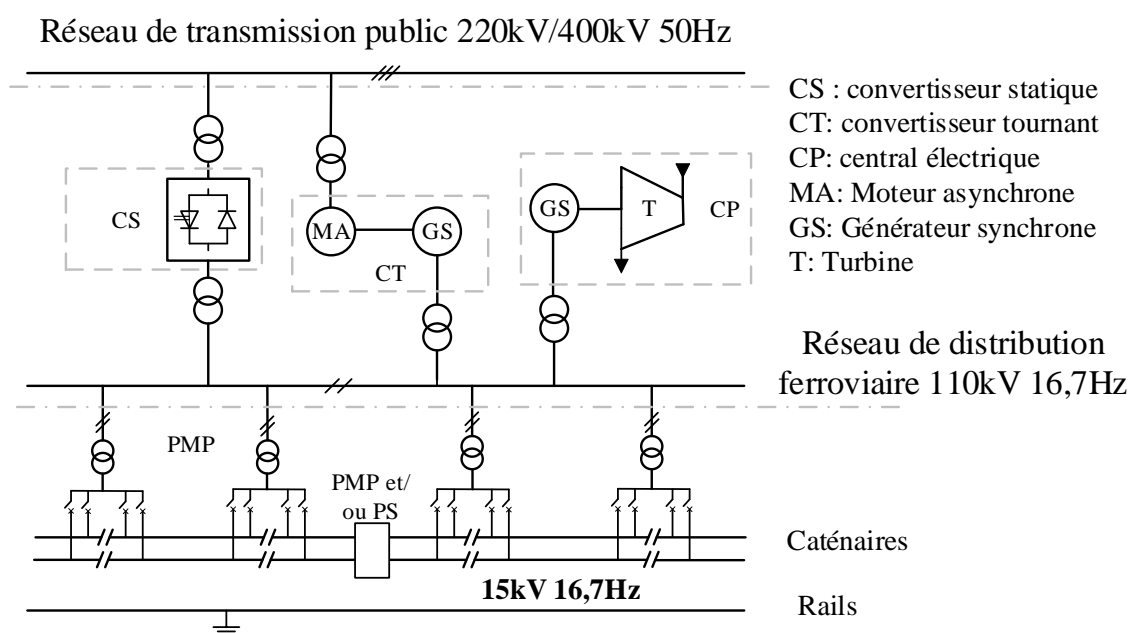 Réseau de transmission public 220kV/400kV 50Hz
CS : convertisseur statique
CT: convertisseur tournant
CP: central électrique
MA: Moteur asynchrone
GS: Générateur synchrone
T: Turbine
CS
MA
GS
CT
GS
T
CP
Réseau de distribution
ferroviaire 110kV 16,7Hz
PMP
PMP et/
ou PS
Caténaires
15kV 16,7Hz
Rails